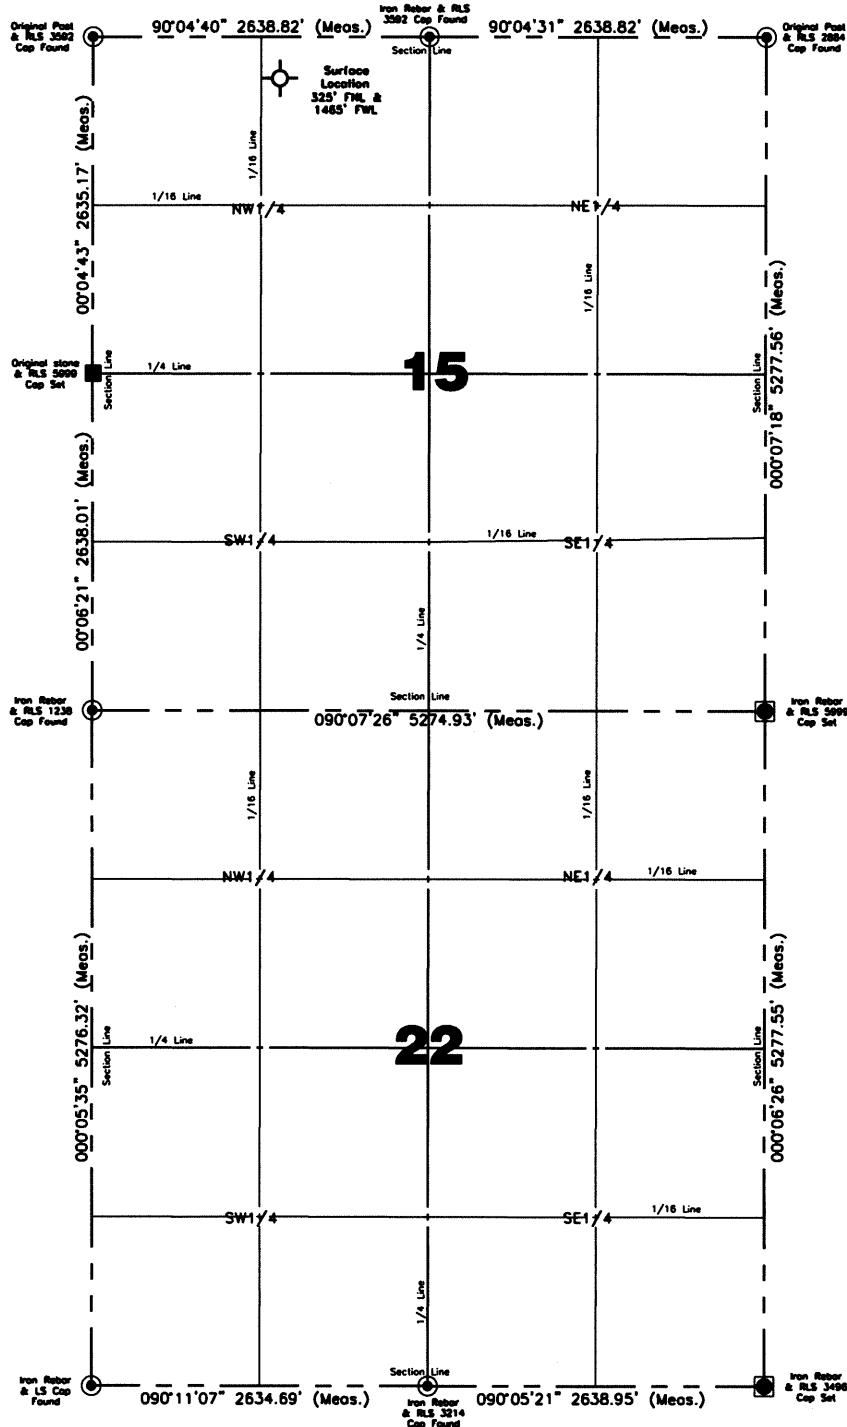 Original Post
& RLS 3592
Cap Found
90°04'40" 2638.82' (Meas.)
Iron Rebar & RLS
3592 Cap Found
90°04'31" 2638.82' (Meas.)
Original Post
& RLS 2884
Cap Found
Section Line
Surface
Location
325' FNL &
1485' FWL
00°04'43" 2635.17' (Meas.)
1/16 Line
1/16 Line
NW1/4
NE1/4
1/16 Line
000°07'18" 5277.56' (Meas.)
Original stone
& RLS 5999
Cap Set
Section Line
1/4 Line
15
Section Line
00°06'21" 2638.01' (Meas.)
SW1/4
1/16 Line
SE1/4
1/4 Line
Iron Rebar
& RLS 1238
Cap Found
Section Line
090°07'26" 5274.93' (Meas.)
Iron Rebar
& RLS 5999
Cap Set
1/16 Line
1/16 Line
NW1/4
NE1/4
1/16 Line
000°05'35" 5276.32' (Meas.)
Section Line
1/4 Line
22
Section Line
000°06'26" 5277.55' (Meas.)
SW1/4
SE1/4
1/16 Line
1/4 Line
Iron Rebar
& LS Cap
Found
090°11'07" 2634.69' (Meas.)
Section Line
Iron Rebar
& RLS 3214
Cap Found
090°05'21" 2638.95' (Meas.)
Iron Rebar
& RLS 3498
Cap Set